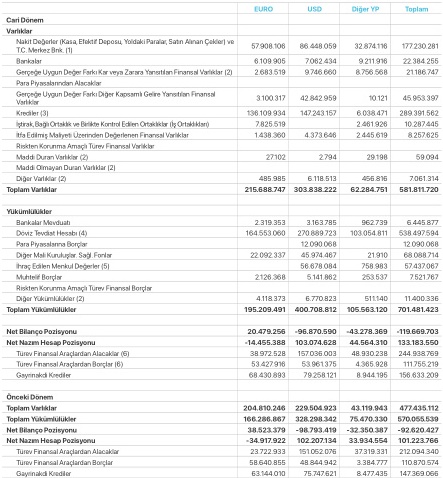 EURO USD Diğer YP Toplam
Cari Dönem
Varlıklar
Nakit Değerler (Kasa, Efektif Deposu, Yoldaki Paralar, Satın Alınan Çekler) ve
T.C. Merkez Bnk. (1) 57.908.106 86.448.059 32.874.116 177.230.281
Bankalar 6.109.905 7.062.434 9.211.916 22.384.255
Gerçeğe Uygun Değer Farkı Kar veya Zarara Yansıtılan Finansal Varlıklar (2) 2.683.519 9.746.660 8.756.568 21.186.747
Para Piyasalarından Alacaklar
Gerçeğe Uygun Değer Farkı Diğer Kapsamlı Gelire Yansıtılan Finansal
Varlıklar 3.100.317 42.842.959 10.121 45.953.397
Krediler (3) 136.109.934 147.243.157 6.038.471 289.391.562
İştirak, Bağlı Ortaklık ve Birlikte Kontrol Edilen Ortaklıklar (İş Ortaklıkları) 7.825.519 2.461.926 10.287.445
İtfa Edilmiş Maliyeti Üzerinden Değerlenen Finansal Varlıklar 1.438.360 4.373.646 2.445.619 8.257.625
Riskten Korunma Amaçlı Türev Finansal Varlıklar
Maddi Duran Varlıklar (2) 27.102 2.794 29.198 59.094
Maddi Olmayan Duran Varlıklar (2)
Diğer Varlıklar (2) 485.985 6.118.513 456.816 7.061.314
Toplam Varlıklar 215.688.747 303.838.222 62.284.751 581.811.720
Yükümlülükler
Bankalar Mevduatı 2.319.353 3.163.785 962.739 6.445.877
Döviz Tevdiat Hesabı (4) 164.553.060 270.889.723 103.054.811 538.497.594
Para Piyasalarına Borçlar 12.090.068 12.090.068
Diğer Mali Kuruluşlar. Sağl. Fonlar 22.092.337 45.974.467 21.910 68.088.714
İhraç Edilen Menkul Değerler (5) 56.678.084 758.983 57.437.067
Muhtelif Borçlar 2.126.368 5.141.862 253.537 7.521.767
Riskten Korunma Amaçlı Türev Finansal Borçlar
Diğer Yükümlülükler (2) 4.118.373 6.770.823 511.140 11.400.336
Toplam Yükümlülükler 195.209.491 400.708.812 105.563.120 701.481.423
Net Bilanço Pozisyonu 20.479.256 -96.870.590 -43.278.369 -119.669.703
Net Nazım Hesap Pozisyonu -14.455.388 103.074.628 44.564.310 133.183.550
Türev Finansal Araçlardan Alacaklar (6) 38.972.528 157.036.003 48.930.238 244.938.769
Türev Finansal Araçlardan Borçlar (6) 53.427.916 53.961.375 4.365.928 111.755.219
Gayrinakdi Krediler 68.430.893 79.258.121 8.944.195 156.633.209
Önceki Dönem
Toplam Varlıklar 204.810.246 229.504.923 43.119.943 477.435.112
Toplam Yükümlülükler 166.286.867 328.298.342 75.470.330 570.055.539
Net Bilanço Pozisyonu 38.523.379 -98.793.419 -32.350.387 -92.620.427
Net Nazım Hesap Pozisyonu -34.917.922 102.207.134 33.934.554 101.223.766
Türev Finansal Araçlardan Alacaklar 23.722.933 151.052.076 37.319.331 212.094.340
Türev Finansal Araçlardan Borçlar 58.640.855 48.844.942 3.384.777 110.870.574
Gayrinakdi Krediler 63.144.010 75.747.621 8.477.435 147.369.066